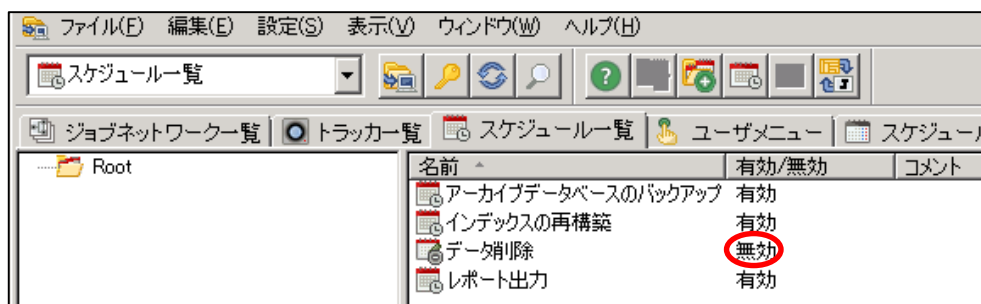 ファイル(F) 編集(E) 設定(S) 表示(V) ウィンドウ(W) ヘルプ(H)
スケジュール一覧
ジョブネットワーク一覧 トラッカー一覧 スケジュール一覧 ユーザメニュー スケジュール
Root
名前 有効/無効 コメント
アーカイブデータベースのバックアップ 有効
インデックスの再構築 有効
データ削除 無効
レポート出力 有効